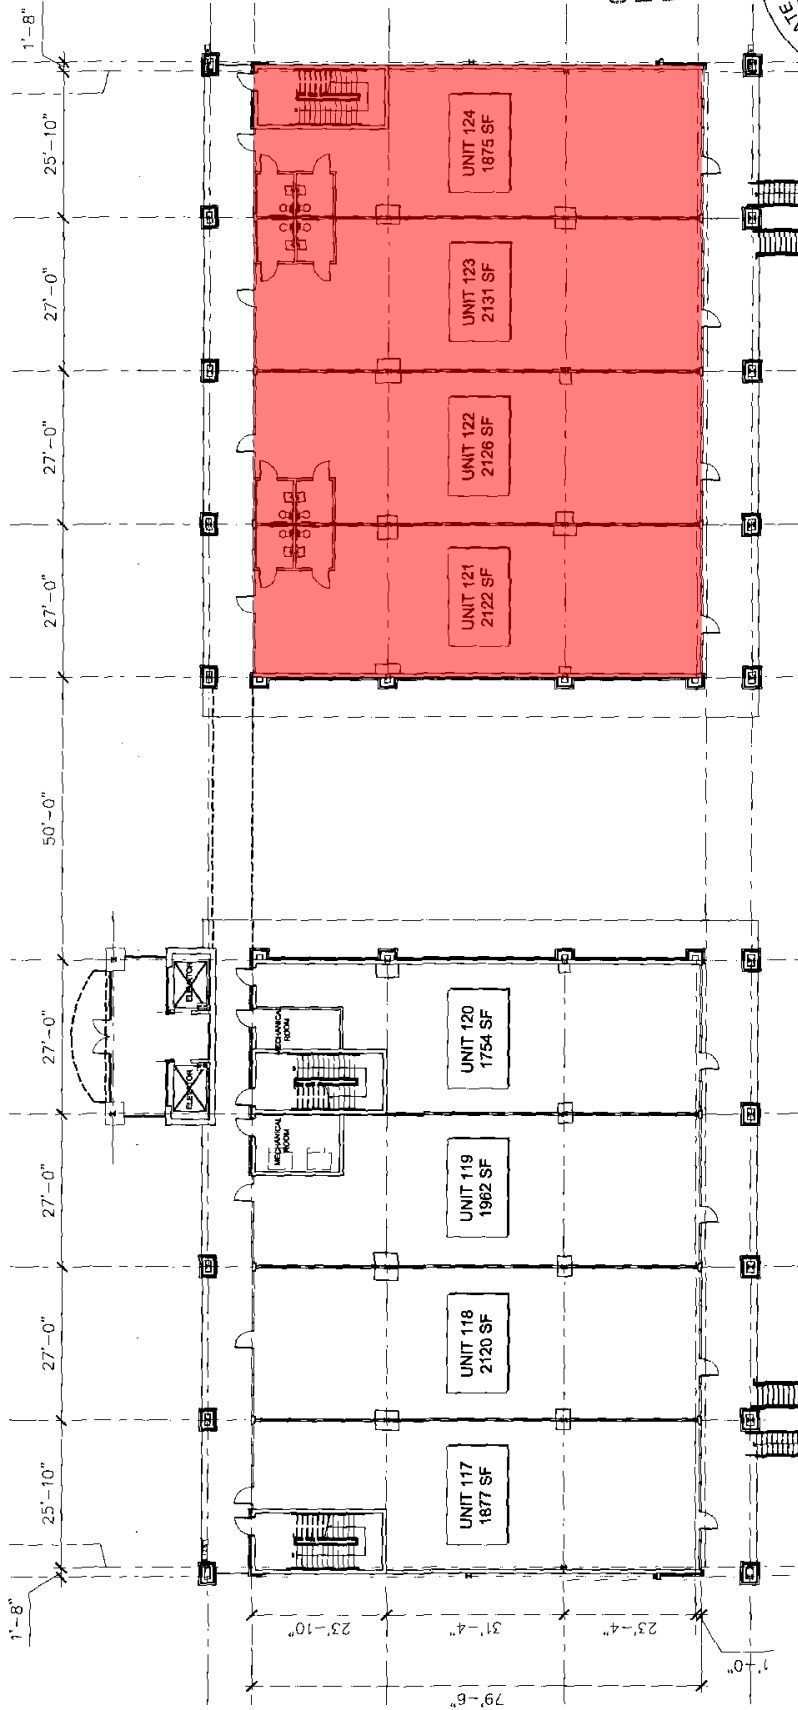 1'-8"
25'-10"
27'-0"
27'-0"
27'-0"
50'-0"
27'-0"
27'-0"
27'-0"
25'-10"
1'-8"
UNIT 124
1875 SF
UNIT 123
2131 SF
UNIT 122
2126 SF
UNIT 121
2122 SF
ELEVATOR
ELEVATOR
MECHANICAL
ROOM
MECHANICAL
ROOM
UNIT 120
1754 SF
UNIT 119
1962 SF
UNIT 118
2120 SF
UNIT 117
1877 SF
23'-10"
31'-4"
23'-4"
1'-0"
79'-6"